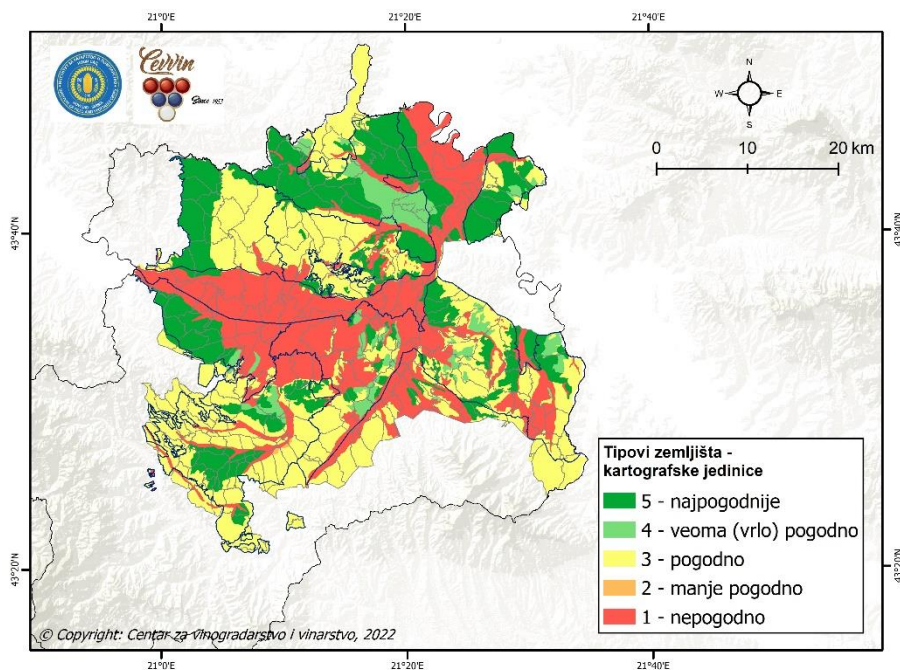 21°0'E 21°20'E 21°40'E
Cevvin
Since 1957
N
W E
S
0 10 20 km
43°40'N 43°40'N
Tipovi zemljišta -
kartografske jedinice
5 - najpogodnije
4 - veoma (vrlo) pogodno
3 - pogodno
2 - manje pogodno
1 - nepogodno
43°20'N 43°20'N
© Copyright: Centar za vinogradarstvo i vinarstvo, 2022
21°0'E 21°20'E 21°40'E